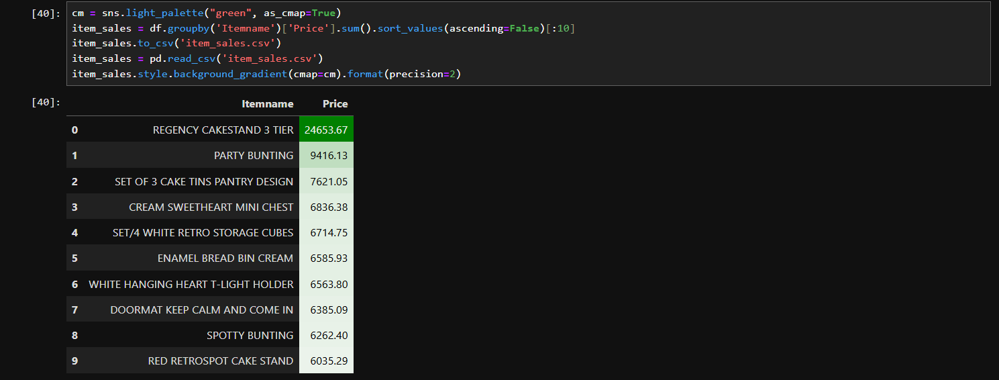 [40]: cm = sns.light_palette("green", as_cmap=True)
item_sales = df.groupby('Itemname')['Price'].sum().sort_values(ascending=False)[:10]
item_sales.to_csv('item_sales.csv')
item_sales = pd.read_csv('item_sales.csv')
item_sales.style.background_gradient(cmap=cm).format(precision=2)
[40]: Itemname Price
0 REGENCY CAKESTAND 3 TIER 24653.67
1 PARTY BUNTING 9416.13
2 SET OF 3 CAKE TINS PANTRY DESIGN 7621.05
3 CREAM SWEETHEART MINI CHEST 6836.38
4 SET/4 WHITE RETRO STORAGE CUBES 6714.75
5 ENAMEL BREAD BIN CREAM 6585.93
6 WHITE HANGING HEART T-LIGHT HOLDER 6563.80
7 DOORMAT KEEP CALM AND COME IN 6385.09
8 SPOTTY BUNTING 6262.40
9 RED RETROSPOT CAKE STAND 6035.29